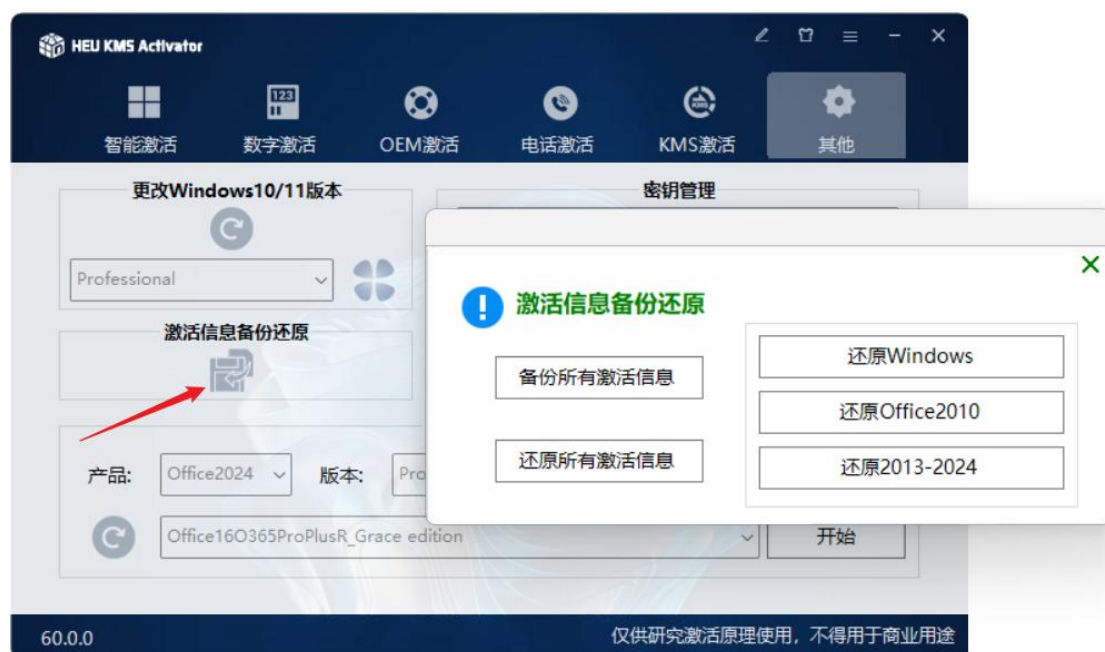 HEU KMS Activator
智能激活
数字激活
OEM激活
电话激活
KMS激活
其他
更改Windows10/11版本
密钥管理
Professional
激活信息备份还原
激活信息备份还原
备份所有激活信息
还原所有激活信息
还原Windows
还原Office2010
还原2013-2024
产品:
Office2024
版本:
Pro
Office16O365ProPlusR_Grace edition
开始
60.0.0
仅供研究激活原理使用，不得用于商业用途